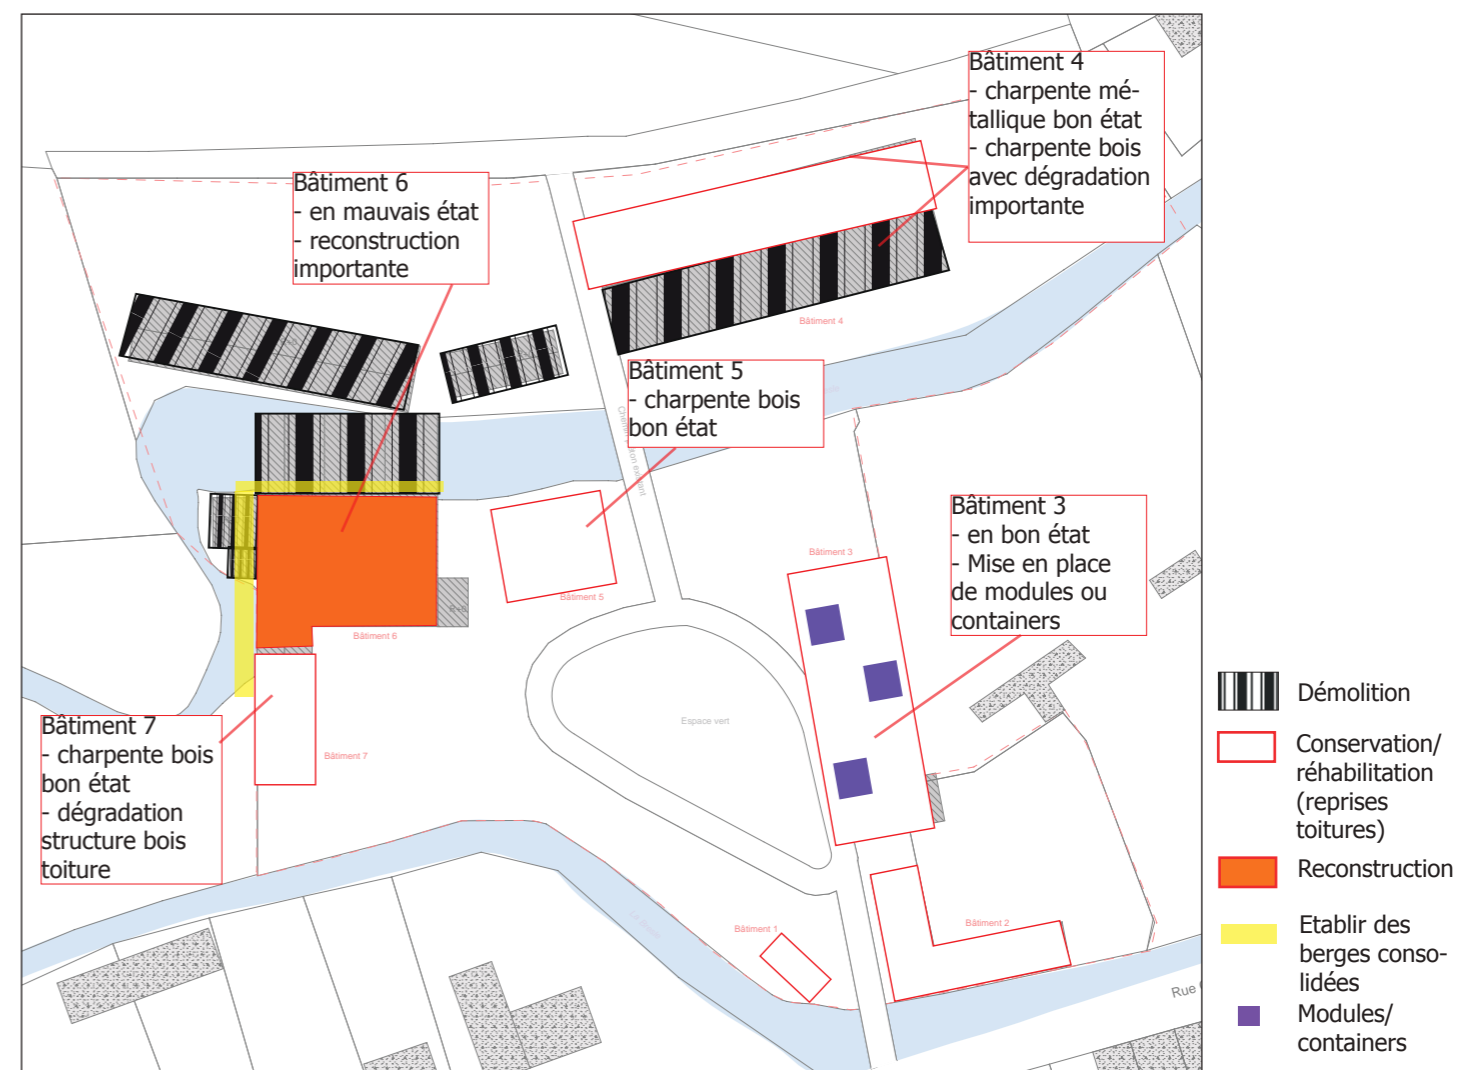 Bâtiment 4
- charpente mé-
tallique bon état
- charpente bois
avec dégradation
importante
Bâtiment 6
- en mauvais état
- reconstruction
importante
Bâtiment 4
Bâtiment 5
- charpente bois
bon état
Bâtiment 3
- en bon état
- Mise en place
de modules ou
containers
Bâtiment 3
Bâtiment 5
Bâtiment 6
Espace vert
Bâtiment 7
- charpente bois
bon état
- dégradation
structure bois
toiture
Bâtiment 7
Bâtiment 1
Bâtiment 2
Rue
Démolition
Conservation/
réhabilitation
(reprises
toitures)
Reconstruction
Etablir des
berges conso-
lidées
Modules/
containers